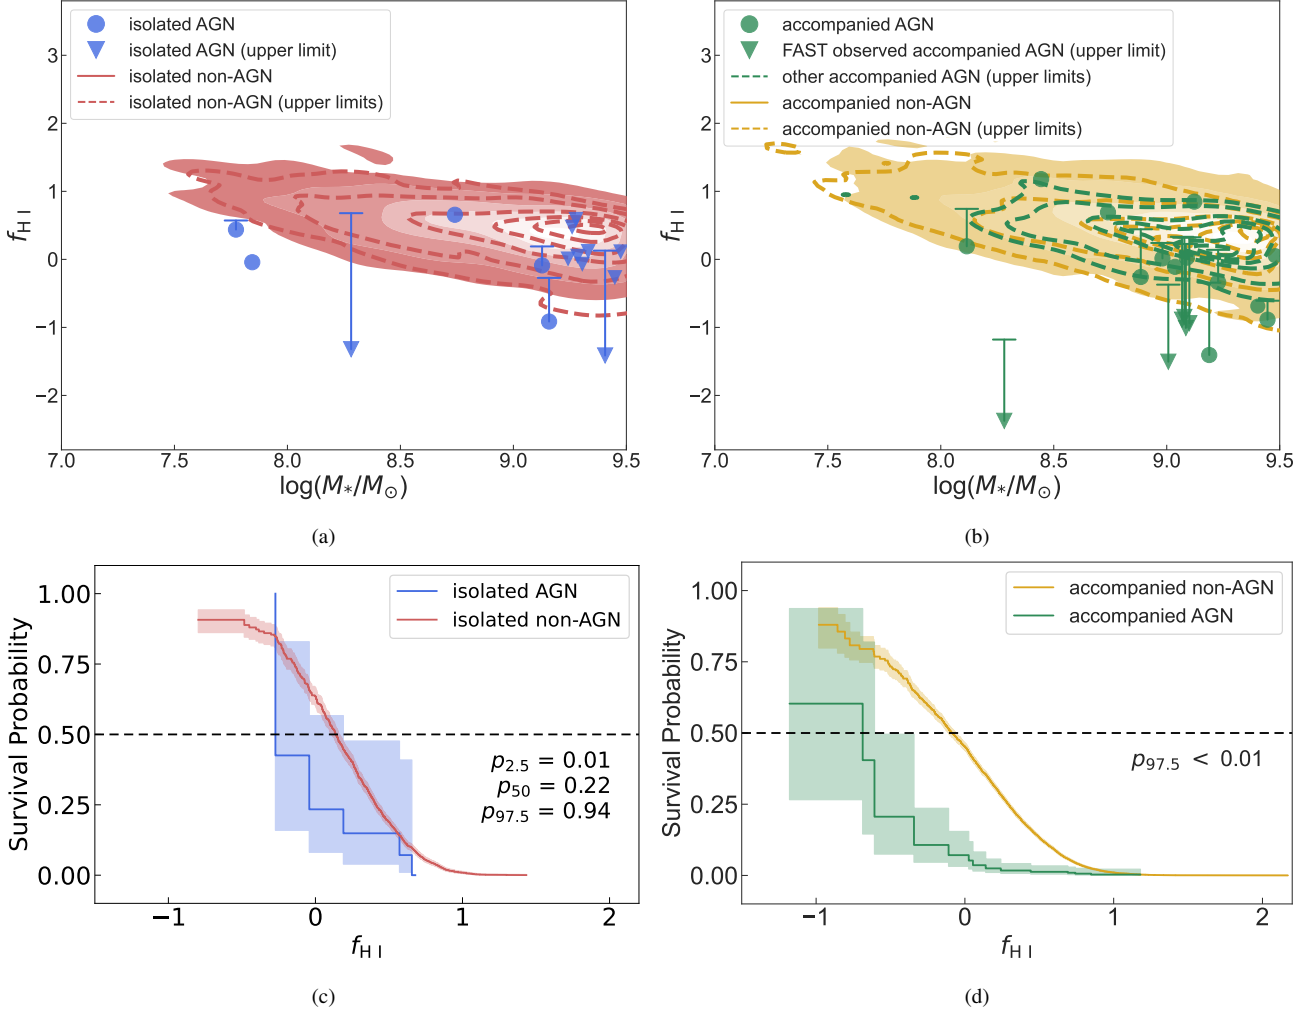 isolated AGN
isolated AGN (upper limit)
isolated non-AGN
isolated non-AGN (upper limits)
3
2
1
0
−1
−2
f_H I
7.0 7.5 8.0 8.5 9.0 9.5
log(M_*/M_⊙)
(a)
accompanied AGN
FAST observed accompanied AGN (upper limit)
other accompanied AGN (upper limits)
accompanied non-AGN
accompanied non-AGN (upper limits)
3
2
1
0
−1
−2
f_H I
7.0 7.5 8.0 8.5 9.0 9.5
log(M_*/M_⊙)
(b)
isolated AGN
isolated non-AGN
1.00
0.75
0.50
0.25
0.00
Survival Probability
p_2.5 = 0.01
p_50 = 0.22
p_97.5 = 0.94
−1 0 1 2
f_H I
(c)
accompanied non-AGN
accompanied AGN
1.00
0.75
0.50
0.25
0.00
Survival Probability
p_97.5 < 0.01
−1 0 1 2
f_H I
(d)